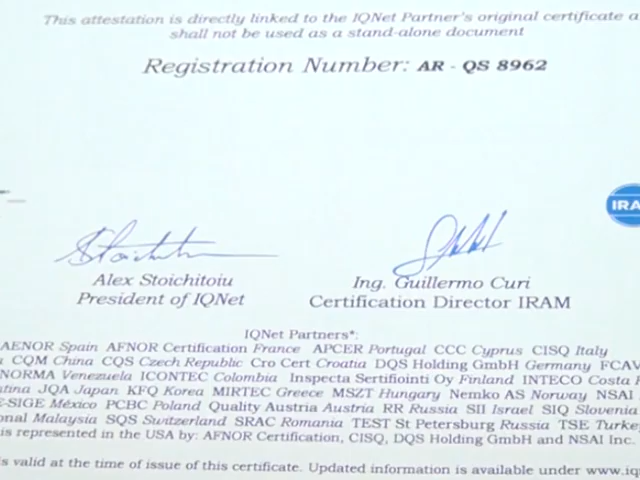 This attestation is directly linked to the IQNet Partner's original certificate a
shall not be used as a stand-alone document
Registration Number: AR - QS 8962
IRA
Alex Stoichitoiu
President of IQNet
Ing. Guillermo Curi
Certification Director IRAM
IQNet Partners*:
AENOR Spain AFNOR Certification France APCER Portugal CCC Cyprus CISQ Italy
CQM China CQS Czech Republic Cro Cert Croatia DQS Holding GmbH Germany FCAV
NORMA Venezuela ICONTEC Colombia Inspecta Sertifiointi Oy Finland INTECO Costa
tina JQA Japan KFQ Korea MIRTEC Greece MSZT Hungary Nemko AS Norway NSAI
E-SIGE México PCBC Poland Quality Austria Austria RR Russia SII Israel SIQ Slovenia
onal Malaysia SQS Switzerland SRAC Romania TEST St Petersburg Russia TSE Turkey
is represented in the USA by: AFNOR Certification, CISQ, DQS Holding GmbH and NSAI Inc.
s valid at the time of issue of this certificate. Updated information is available under www.iq